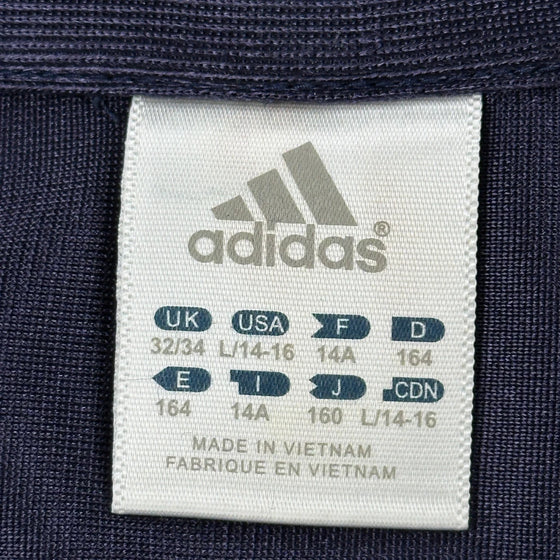 adidas®
UK USA F D
32/34 L/14-16 14A 164
E I J CDN
164 14A 160 L/14-16
MADE IN VIETNAM
FABRIQUE EN VIETNAM